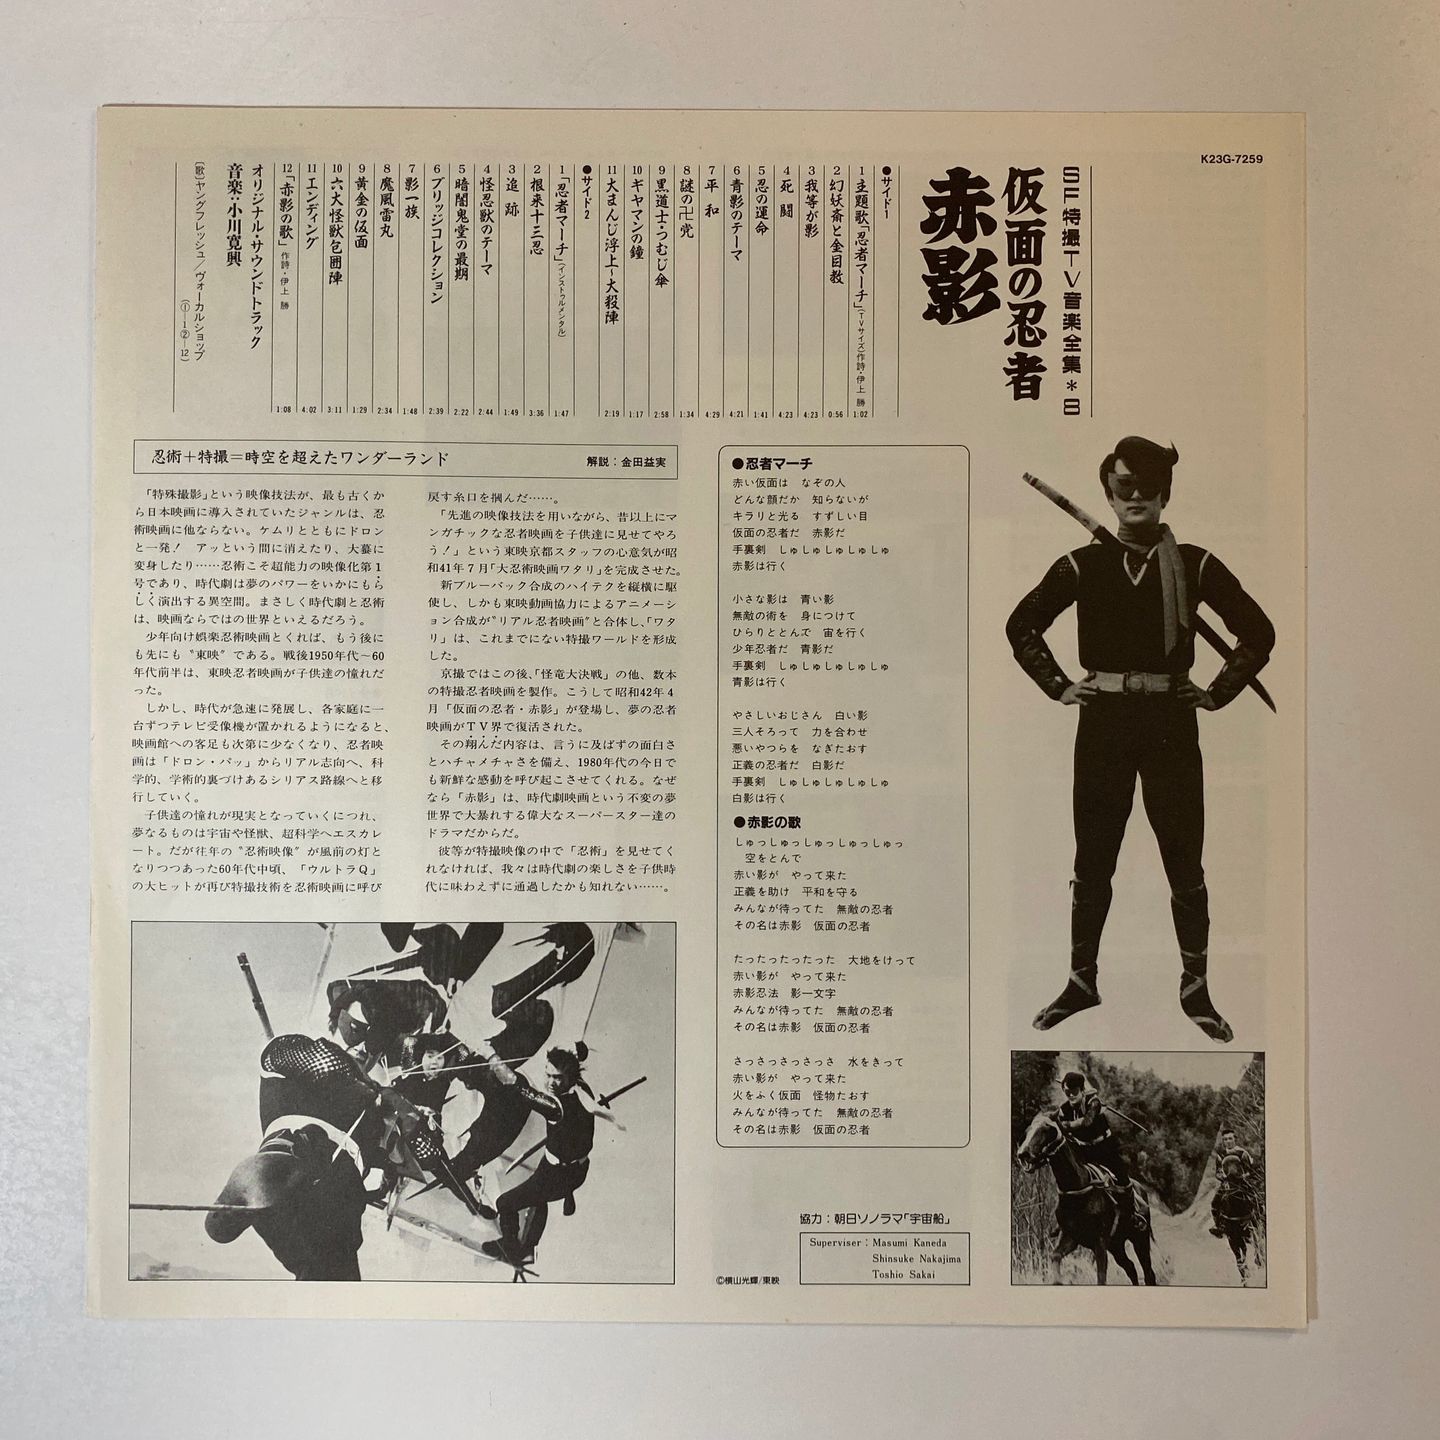 K23G-7259
SF特撮TV音楽全集*8
仮面の忍者
赤影
●サイド1
1 主題歌「忍者マーチ」(TVサイズ)作詩・伊上 勝 1:02
2 幻妖斎と金目教 0:56
3 我等が影 4:23
4 死 闘 4:23
5 忍の運命 1:41
6 青影のテーマ 4:21
7 平 和 4:29
8 謎の卍党 1:34
9 黒道士・つむじ傘 2:58
10 ギヤマンの鐘 1:17
11 大まんじ浮上〜大殺陣 2:19
●サイド2
1 「忍者マーチ」(インストゥルメンタル) 1:47
2 根来十三忍 3:36
3 追 跡 1:49
4 怪忍獣のテーマ 2:44
5 暗闇鬼堂の最期 2:22
6 ブリッジコレクション 2:39
7 影一族 1:48
8 魔風雷丸 2:34
9 黄金の仮面 1:29
10 六大怪獣包囲陣 3:11
11 エンディング 4:02
12 「赤影の歌」作詩・伊上 勝 1:08
オリジナル・サウンドトラック
音楽:小川寛興
〔歌〕ヤングフレッシュ/ヴォーカルショップ
(①—1 ②—12)
忍術+特撮=時空を超えたワンダーランド
解説:金田益実
「特殊撮影」という映像技法が、最も古くか
ら日本映画に導入されていたジャンルは、忍
術映画に他ならない。ケムリとともにドロン
と一発! アッという間に消えたり、大蟇に
変身したり……忍術こそ超能力の映像化第1
号であり、時代劇は夢のパワーをいかにもら
しく演出する異空間。まさしく時代劇と忍術
は、映画ならではの世界といえるだろう。
少年向け娯楽忍術映画とくれば、もう後に
も先にも〝東映〟である。戦後1950年代〜60
年代前半は、東映忍者映画が子供達の憧れだ
った。
しかし、時代が急速に発展し、各家庭に一
台ずつテレビ受像機が置かれるようになると、
映画館への客足も次第に少なくなり、忍者映
画は「ドロン・パッ」からリアル志向へ、科
学的、学術的裏づけあるシリアス路線へと移
行していく。
子供達の憧れが現実となっていくにつれ、
夢なるものは宇宙や怪獣、超科学へエスカレ
ート。だが往年の〝忍術映像〟が風前の灯と
なりつつあった60年代中頃、「ウルトラQ」
の大ヒットが再び特撮技術を忍術映画に呼び
戻す糸口を掴んだ……。
「先進の映像技法を用いながら、昔以上にマ
ンガチックな忍者映画を子供達に見せてやろ
う!」という東映京都スタッフの心意気が昭
和41年7月「大忍術映画ワタリ」を完成させた。
新ブルーバック合成のハイテクを縦横に駆
使し、しかも東映動画協力によるアニメーシ
ョン合成が〝リアル忍者映画〟と合体し、「ワタ
リ」は、これまでにない特撮ワールドを形成
した。
京撮ではこの後、「怪竜大決戦」の他、数本
の特撮忍者映画を製作。こうして昭和42年4
月「仮面の忍者・赤影」が登場し、夢の忍者
映画がTV界で復活された。
その翔んだ内容は、言うに及ばずの面白さ
とハチャメチャさを備え、1980年代の今日で
も新鮮な感動を呼び起こさせてくれる。なぜ
なら「赤影」は、時代劇映画という不変の夢
世界で大暴れする偉大なスーパースター達の
ドラマだからだ。
彼等が特撮映像の中で「忍術」を見せてく
れなければ、我々は時代劇の楽しさを子供時
代に味わえずに通過したかも知れない……。
●忍者マーチ
赤い仮面は なぞの人
どんな顔だか 知らないが
キラリと光る すずしい目
仮面の忍者だ 赤影だ
手裏剣 しゅしゅしゅしゅしゅ
赤影は行く
小さな影は 青い影
無敵の術を 身につけて
ひらりととんで 宙を行く
少年忍者だ 青影だ
手裏剣 しゅしゅしゅしゅしゅ
青影は行く
やさしいおじさん 白い影
三人そろって 力を合わせ
悪いやつらを なぎたおす
正義の忍者だ 白影だ
手裏剣 しゅしゅしゅしゅしゅ
白影は行く
●赤影の歌
しゅっしゅっしゅっしゅっしゅっ
空をとんで
赤い影が やって来た
正義を助け 平和を守る
みんなが待ってた 無敵の忍者
その名は赤影 仮面の忍者
たったったったった 大地をけって
赤い影が やって来た
赤影忍法 影一文字
みんなが待ってた 無敵の忍者
その名は赤影 仮面の忍者
さっさっさっさっさ 水をきって
赤い影が やって来た
火をふく仮面 怪物たおす
みんなが待ってた 無敵の忍者
その名は赤影 仮面の忍者
協力:朝日ソノラマ「宇宙船」
Superviser:Masumi Kaneda
Shinsuke Nakajima
Toshio Sakai
©横山光輝/東映